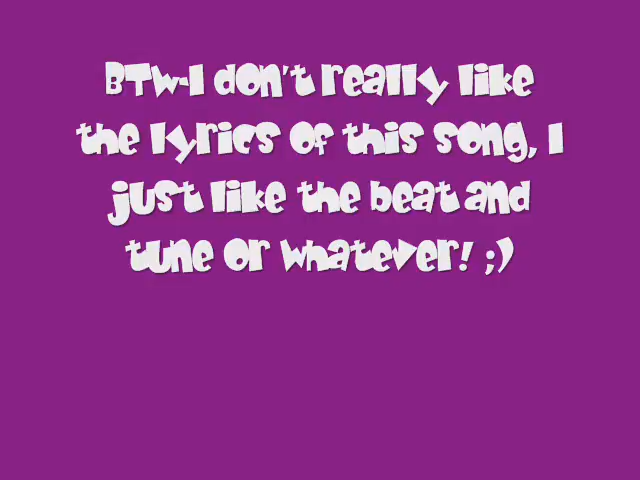 BTW-I don't really like
the lyrics of this song, I
just like the beat and
tune or whatever! ;)